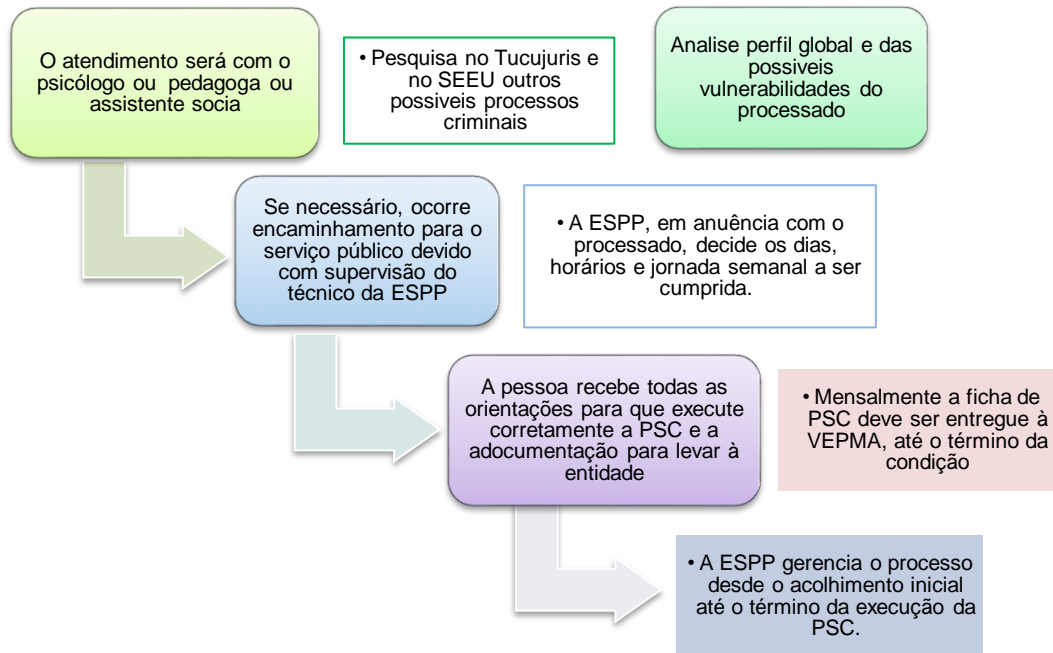 O atendimento será com o
psicólogo ou pedagoga ou
assistente socia
• Pesquisa no Tucujuris e
no SEEU outros
possiveis processos
criminais
Analise perfil global e das
possiveis
vulnerabilidades do
processado
Se necessário, ocorre
encaminhamento para o
serviço público devido
com supervisão do
técnico da ESPP
• A ESPP, em anuência com o
processado, decide os dias,
horários e jornada semanal a ser
cumprida.
A pessoa recebe todas as
orientações para que execute
corretamente a PSC e a
adocumentação para levar à
entidade
• Mensalmente a ficha de
PSC deve ser entregue à
VEPMA, até o término da
condição
• A ESPP gerencia o processo
desde o acolhimento inicial
até o término da execução da
PSC.